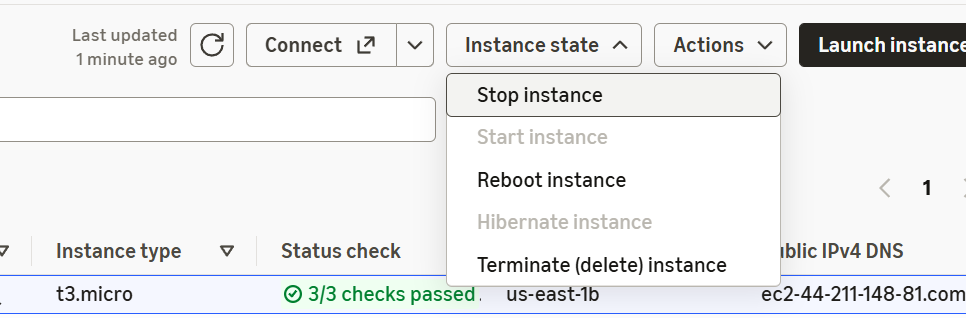 Last updated
1 minute ago
Connect
Instance state
Actions
Launch instance
Stop instance
Start instance
Reboot instance
Hibernate instance
Terminate (delete) instance
1
Instance type
Status check
ublic IPv4 DNS
t3.micro
3/3 checks passed
us-east-1b
ec2-44-211-148-81.com